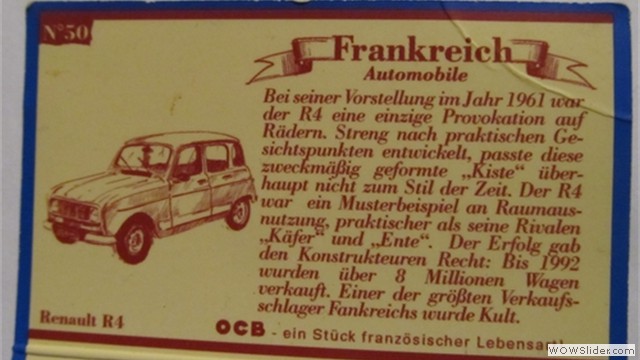 N°50
Frankreich
Automobile
Bei seiner Vorstellung im Jahr 1961 war
der R4 eine einzige Provokation auf
Rädern. Streng nach praktischen Ge-
sichtspunkten entwickelt, passte diese
zweckmäßig geformte „Kiste" über-
haupt nicht zum Stil der Zeit. Der R4
war ein Musterbeispiel an Raumaus-
nutzung, praktischer als seine Rivalen
„Käfer" und „Ente". Der Erfolg gab
den Konstrukteuren Recht: Bis 1992
wurden über 8 Millionen Wagen
verkauft. Einer der größten Verkaufs-
schlager Fankreichs wurde Kult.
Renault R4
OCB - ein Stück französischer Lebensart!
WOWSlider.com